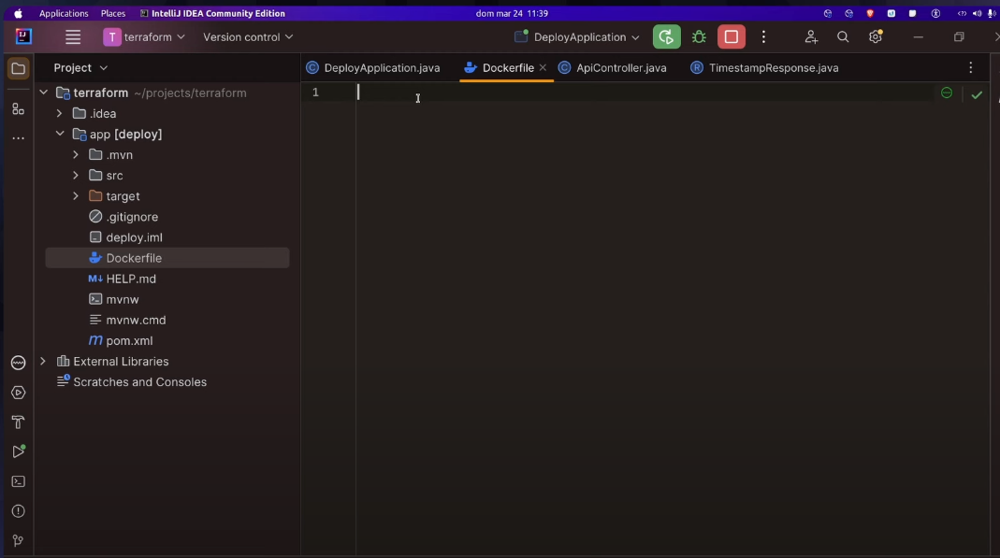 Applications Places IntelliJ IDEA Community Edition dom mar 24 11:39
T terraform Version control DeployApplication
Project DeployApplication.java Dockerfile ApiController.java TimestampResponse.java
terraform ~/projects/terraform 1
.idea
app [deploy]
.mvn
src
target
.gitignore
deploy.iml
Dockerfile
M↓ HELP.md
mvnw
mvnw.cmd
m pom.xml
External Libraries
Scratches and Consoles